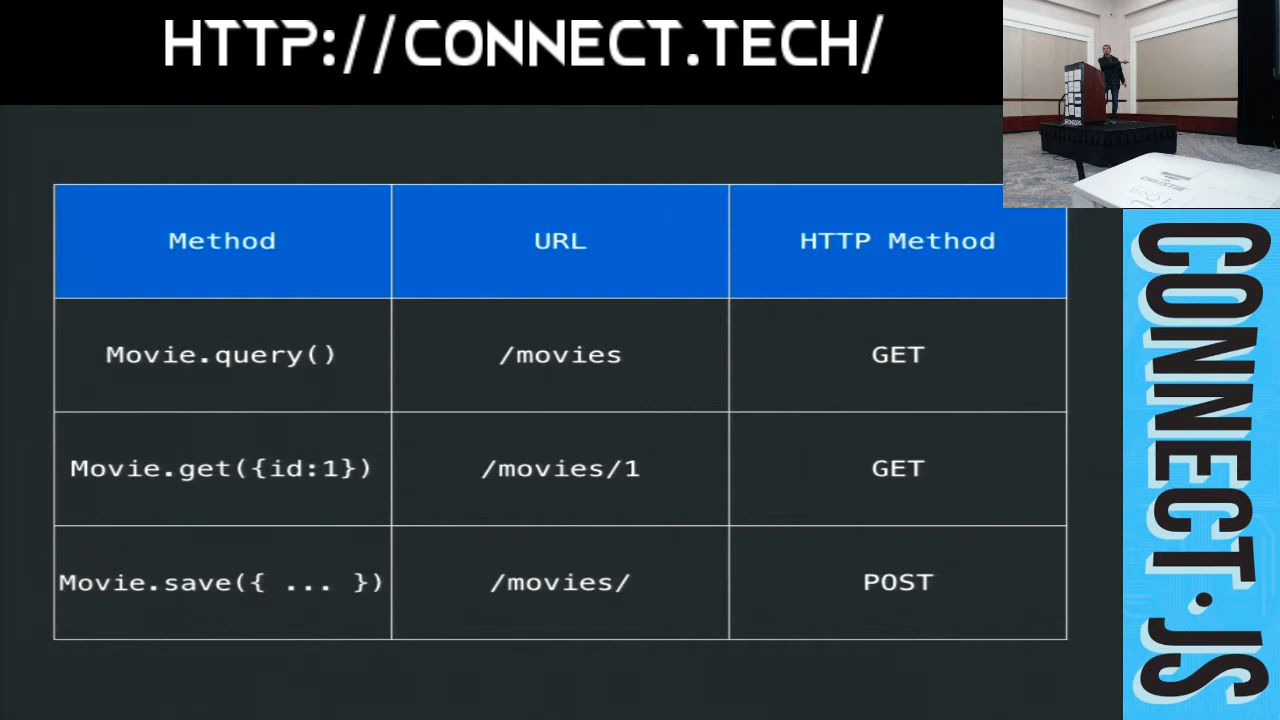 HTTP://CONNECT.TECH/
Method URL HTTP Method
Movie.query() /movies GET
Movie.get({id:1}) /movies/1 GET
Movie.save({ ... }) /movies/ POST
CONNECT.JS
CHRISTIE